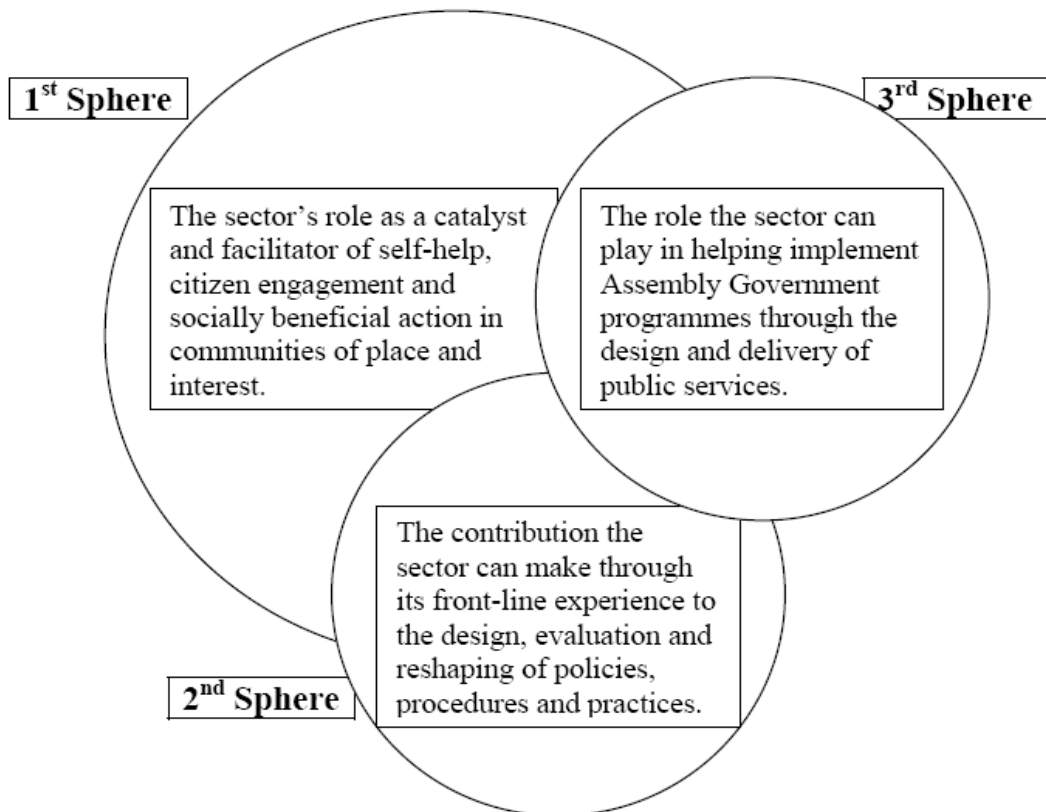 1st Sphere
3rd Sphere
The sector’s role as a catalyst
and facilitator of self-help,
citizen engagement and
socially beneficial action in
communities of place and
interest.
The role the sector can
play in helping implement
Assembly Government
programmes through the
design and delivery of
public services.
The contribution the
sector can make through
its front-line experience to
the design, evaluation and
reshaping of policies,
procedures and practices.
2nd Sphere